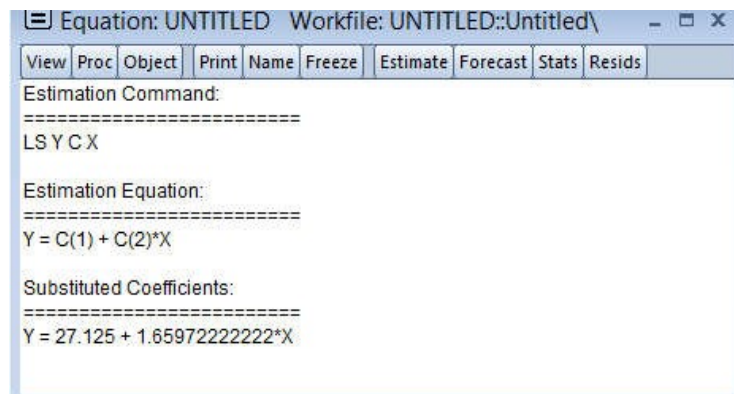 Equation: UNTITLED Workfile: UNTITLED::Untitled\
View Proc Object Print Name Freeze Estimate Forecast Stats Resids
Estimation Command:
=========================
LS Y C X
Estimation Equation:
=========================
Y = C(1) + C(2)*X
Substituted Coefficients:
=========================
Y = 27.125 + 1.65972222222*X